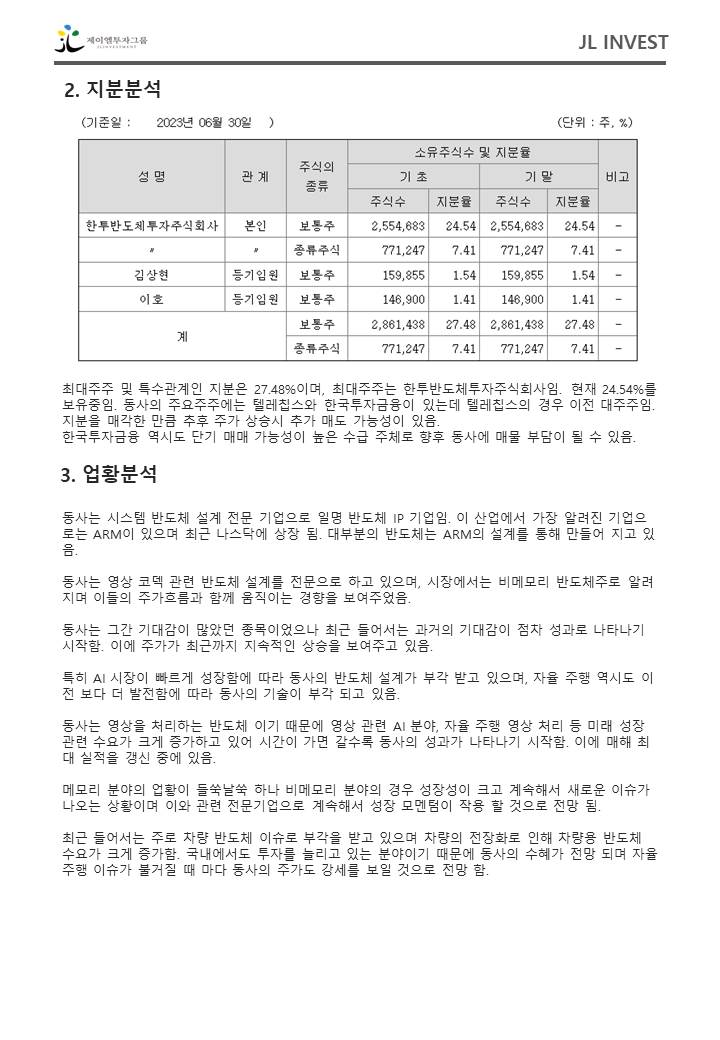 제이엘투자그룹
JLINVESTMENT
JL INVEST
2. 지분분석
(기준일 : 2023년 06월 30일 ) (단위 : 주, %)
성 명 관 계 주식의 종류 소유주식수 및 지분율 비고
기 초 기 말
주식수 지분율 주식수 지분율
한투반도체투자주식회사 본인 보통주 2,554,683 24.54 2,554,683 24.54 -
〃 〃 종류주식 771,247 7.41 771,247 7.41 -
김상현 등기임원 보통주 159,855 1.54 159,855 1.54 -
이호 등기임원 보통주 146,900 1.41 146,900 1.41 -
계 보통주 2,861,438 27.48 2,861,438 27.48 -
종류주식 771,247 7.41 771,247 7.41 -
최대주주 및 특수관계인 지분은 27.48%이며, 최대주주는 한투반도체투자주식회사임. 현재 24.54%를
보유중임. 동사의 주요주주에는 텔레칩스와 한국투자금융이 있는데 텔레칩스의 경우 이전 대주주임.
지분을 매각한 만큼 추후 주가 상승시 추가 매도 가능성이 있음.
한국투자금융 역시도 단기 매매 가능성이 높은 수급 주체로 향후 동사에 매물 부담이 될 수 있음.
3. 업황분석
동사는 시스템 반도체 설계 전문 기업으로 일명 반도체 IP 기업임. 이 산업에서 가장 알려진 기업으
로는 ARM이 있으며 최근 나스닥에 상장 됨. 대부분의 반도체는 ARM의 설계를 통해 만들어 지고 있
음.
동사는 영상 코덱 관련 반도체 설계를 전문으로 하고 있으며, 시장에서는 비메모리 반도체주로 알려
지며 이들의 주가흐름과 함께 움직이는 경향을 보여주었음.
동사는 그간 기대감이 많았던 종목이었으나 최근 들어서는 과거의 기대감이 점차 성과로 나타나기
시작함. 이에 주가가 최근까지 지속적인 상승을 보여주고 있음.
특히 AI 시장이 빠르게 성장함에 따라 동사의 반도체 설계가 부각 받고 있으며, 자율 주행 역시도 이
전 보다 더 발전함에 따라 동사의 기술이 부각 되고 있음.
동사는 영상을 처리하는 반도체 이기 때문에 영상 관련 AI 분야, 자율 주행 영상 처리 등 미래 성장
관련 수요가 크게 증가하고 있어 시간이 가면 갈수록 동사의 성과가 나타나기 시작함. 이에 매해 최
대 실적을 갱신 중에 있음.
메모리 분야의 업황이 들쑥날쑥 하나 비메모리 분야의 경우 성장성이 크고 계속해서 새로운 이슈가
나오는 상황이며 이와 관련 전문기업으로 계속해서 성장 모멘텀이 작용 할 것으로 전망 됨.
최근 들어서는 주로 차량 반도체 이슈로 부각을 받고 있으며 차량의 전장화로 인해 차량용 반도체
수요가 크게 증가함. 국내에서도 투자를 늘리고 있는 분야이기 때문에 동사의 수혜가 전망 되며 자율
주행 이슈가 불거질 때 마다 동사의 주가도 강세를 보일 것으로 전망 함.